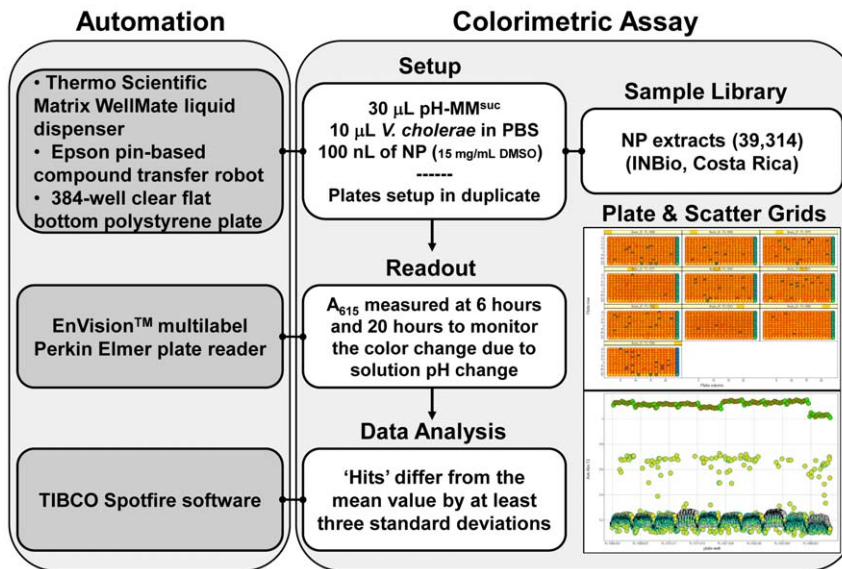 Automation
• Thermo Scientific
Matrix WellMate liquid
dispenser
• Epson pin-based
compound transfer robot
• 384-well clear flat
bottom polystyrene plate
EnVision™ multilabel
Perkin Elmer plate reader
TIBCO Spotfire software
Colorimetric Assay
Setup
30 µL pH-MMsuc
10 µL V. cholerae in PBS
100 nL of NP (15 mg/mL DMSO)
------
Plates setup in duplicate
Readout
A615 measured at 6 hours
and 20 hours to monitor
the color change due to
solution pH change
Data Analysis
'Hits' differ from the
mean value by at least
three standard deviations
Sample Library
NP extracts (39,314)
(INBio, Costa Rica)
Plate & Scatter Grids
Plate column
plate well